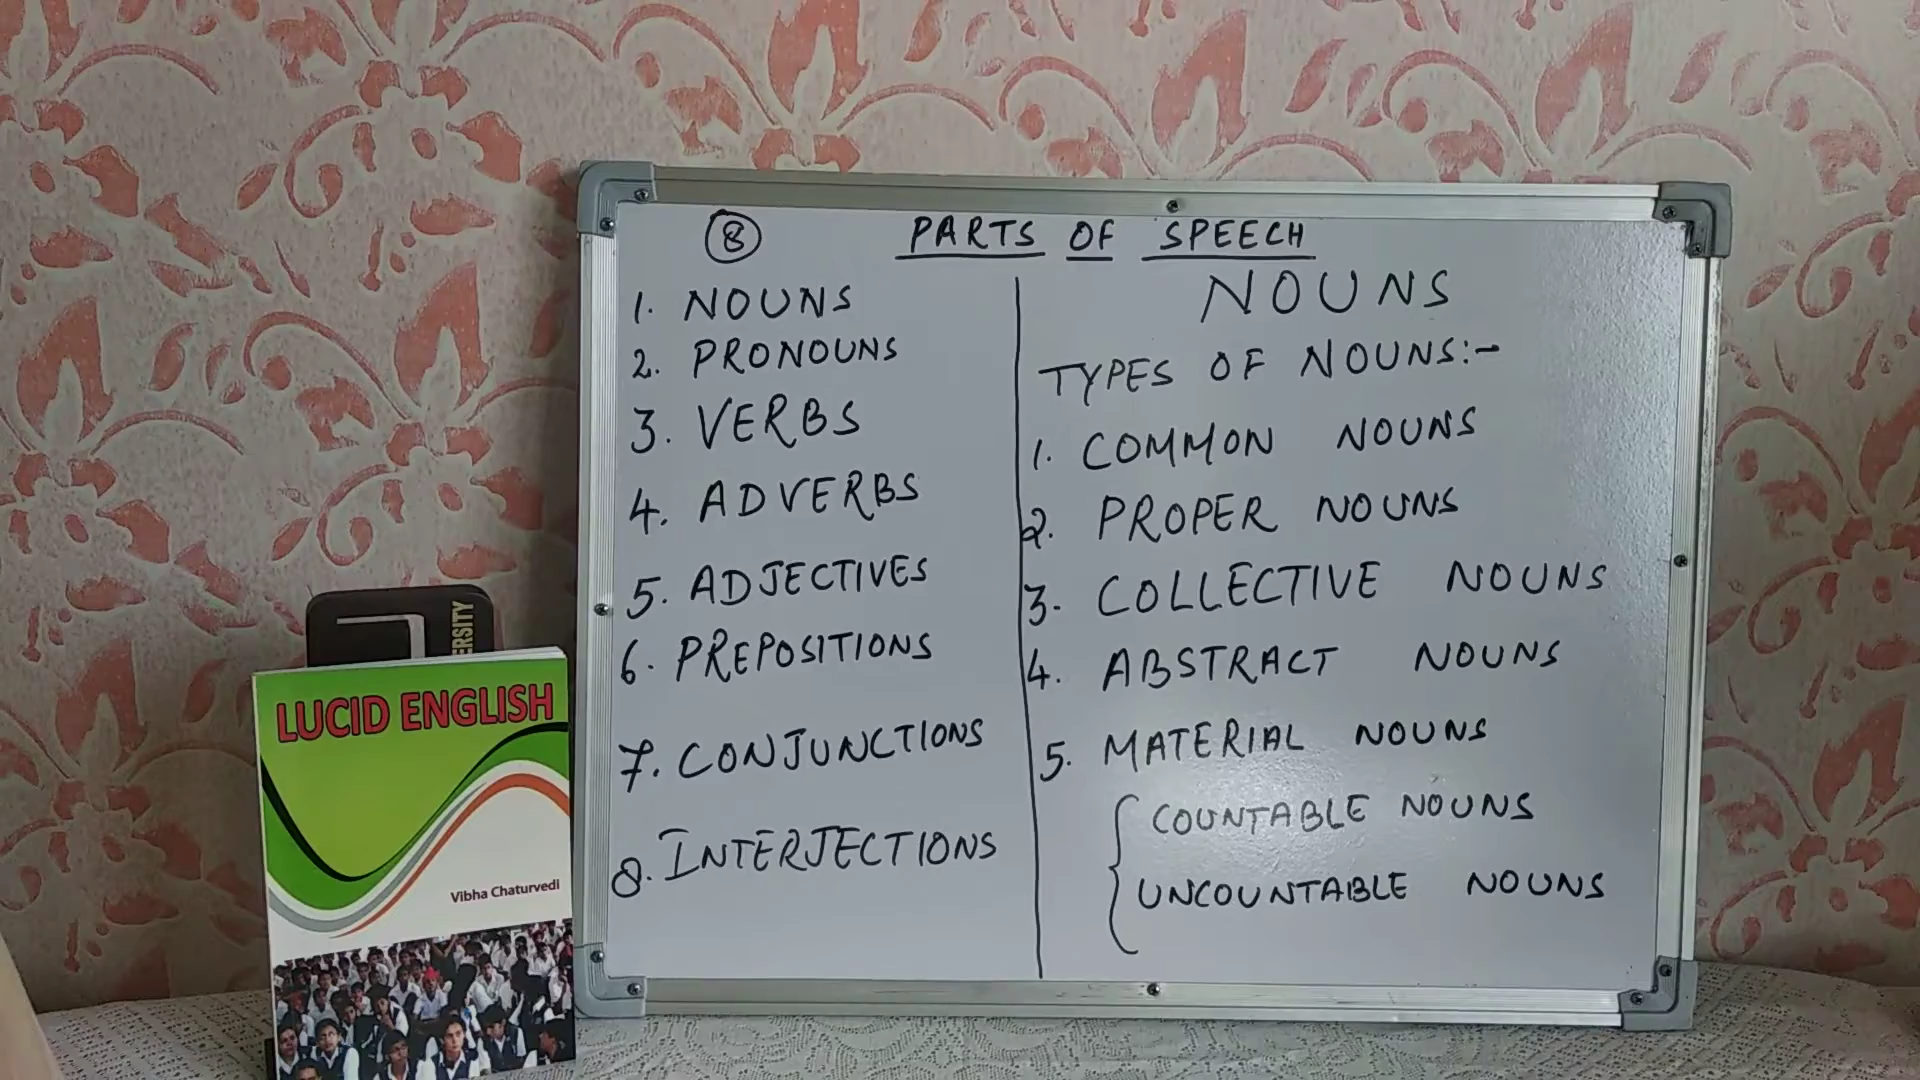 8 PARTS OF SPEECH
1. NOUNS
2. PRONOUNS
3. VERBS
4. ADVERBS
5. ADJECTIVES
6. PREPOSITIONS
7. CONJUNCTIONS
8. INTERJECTIONS
NOUNS
TYPES OF NOUNS:-
1. COMMON NOUNS
2. PROPER NOUNS
3. COLLECTIVE NOUNS
4. ABSTRACT NOUNS
5. MATERIAL NOUNS
COUNTABLE NOUNS
UNCOUNTABLE NOUNS
ERSITY
LUCID ENGLISH
Vibha Chaturvedi